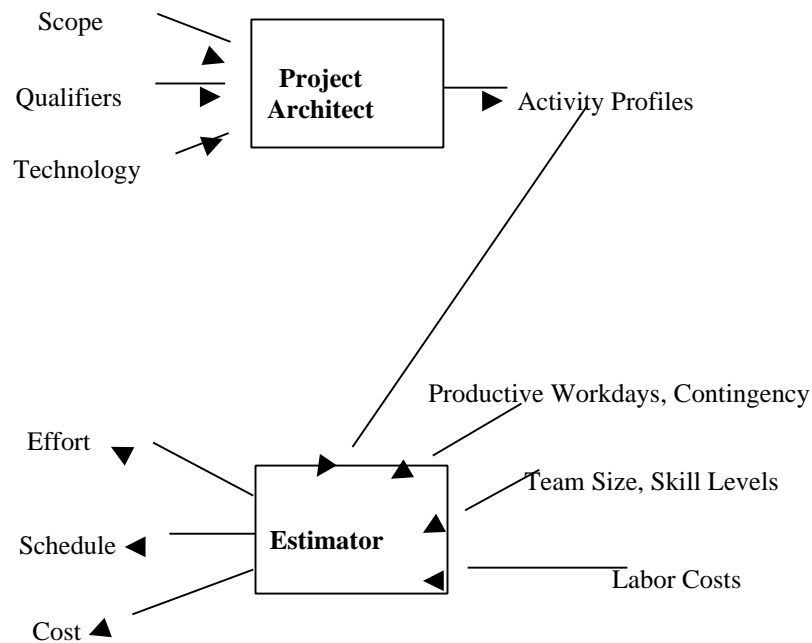 Scope
Project
Architect
Qualifiers
Activity Profiles
Technology
Productive Workdays, Contingency
Effort
Team Size, Skill Levels
Estimator
Schedule
Labor Costs
Cost